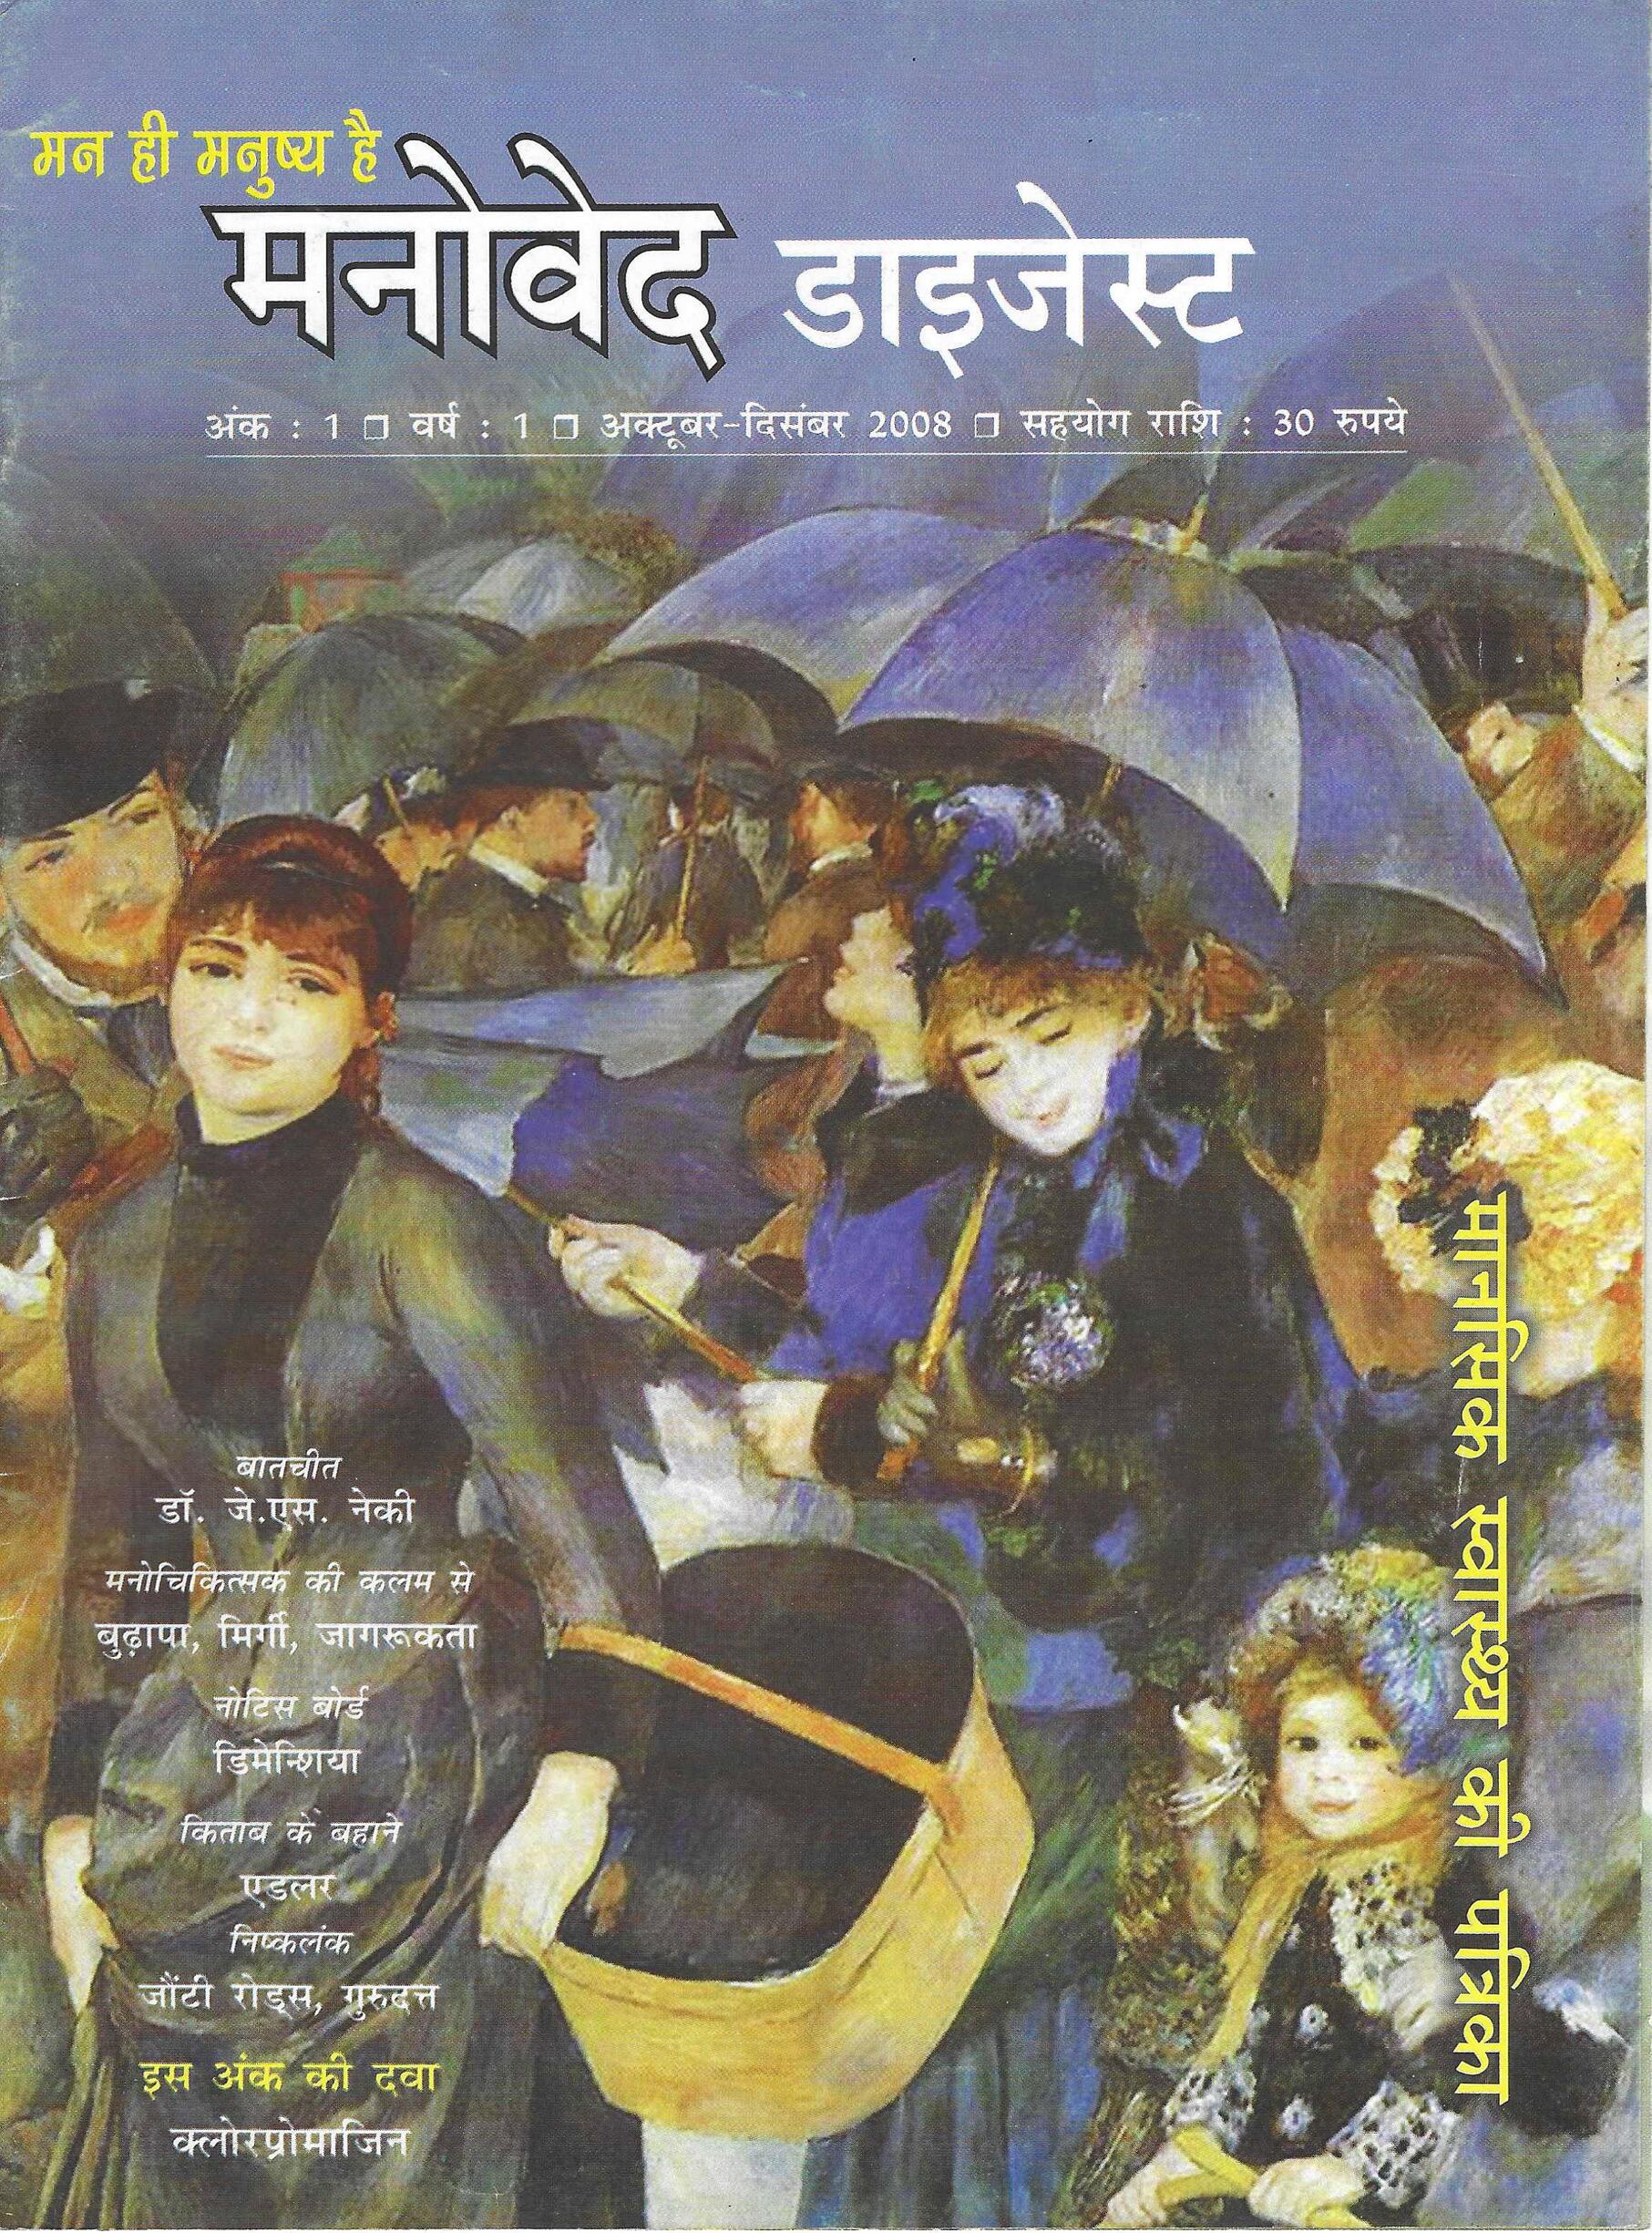 मन ही मनुष्य है
मनोवेद डाइजेस्ट
अंक : 1 □ वर्ष : 1 □ अक्टूबर-दिसंबर 2008 □ सहयोग राशि : 30 रुपये
मानसिक स्वास्थ्य की पत्रिका
बातचीत
डॉ. जे.एस. नेकी
मनोचिकित्सक की कलम से
बुढ़ापा, मिर्गी, जागरूकता
नोटिस बोर्ड
डिमेन्शिया
किताब के बहाने
एडलर
निष्कलंक
जौंटी रोड्स, गुरुदत्त
इस अंक की दवा
क्लोरप्रोमाजिन